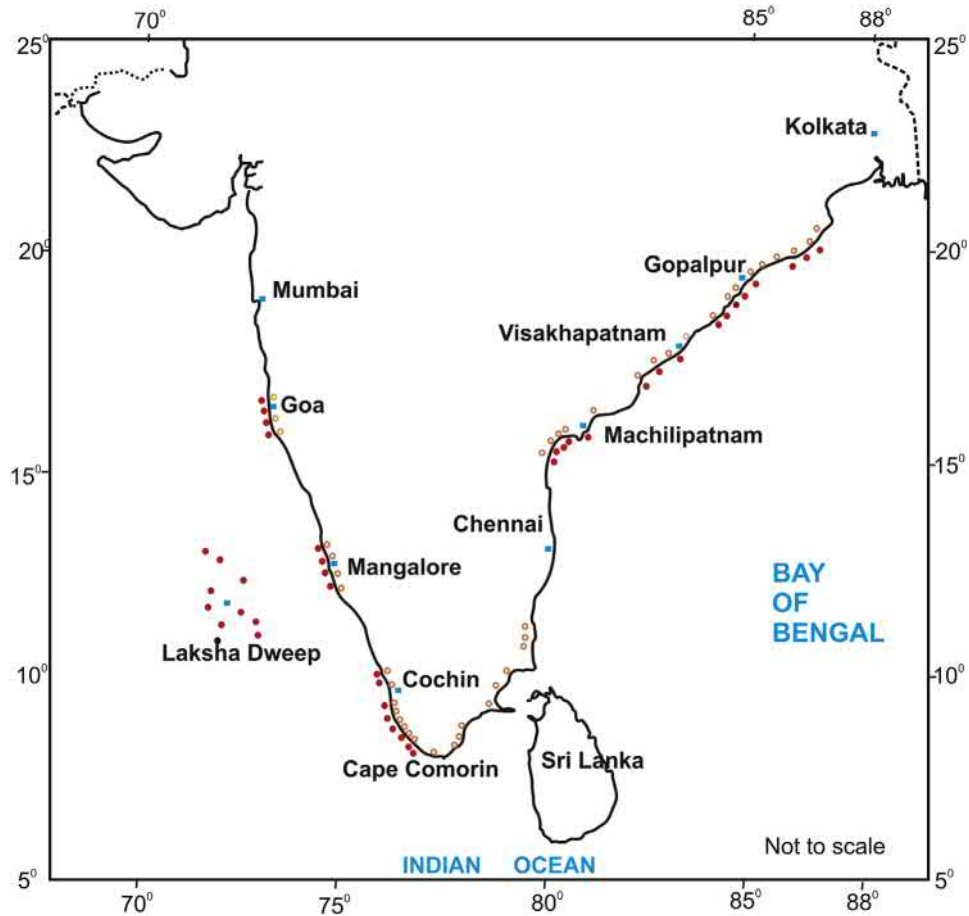 70⁰ 85⁰ 88⁰
25⁰ 25⁰
Kolkata
20⁰ 20⁰
Gopalpur
Mumbai
Visakhapatnam
Goa
Machilipatnam
15⁰ 15⁰
Chennai
Mangalore
BAY
OF
BENGAL
Laksha Dweep
10⁰ 10⁰
Cochin
Cape Comorin
Sri Lanka
Not to scale
INDIAN OCEAN
5⁰ 5⁰
70⁰ 75⁰ 80⁰ 85⁰ 88⁰